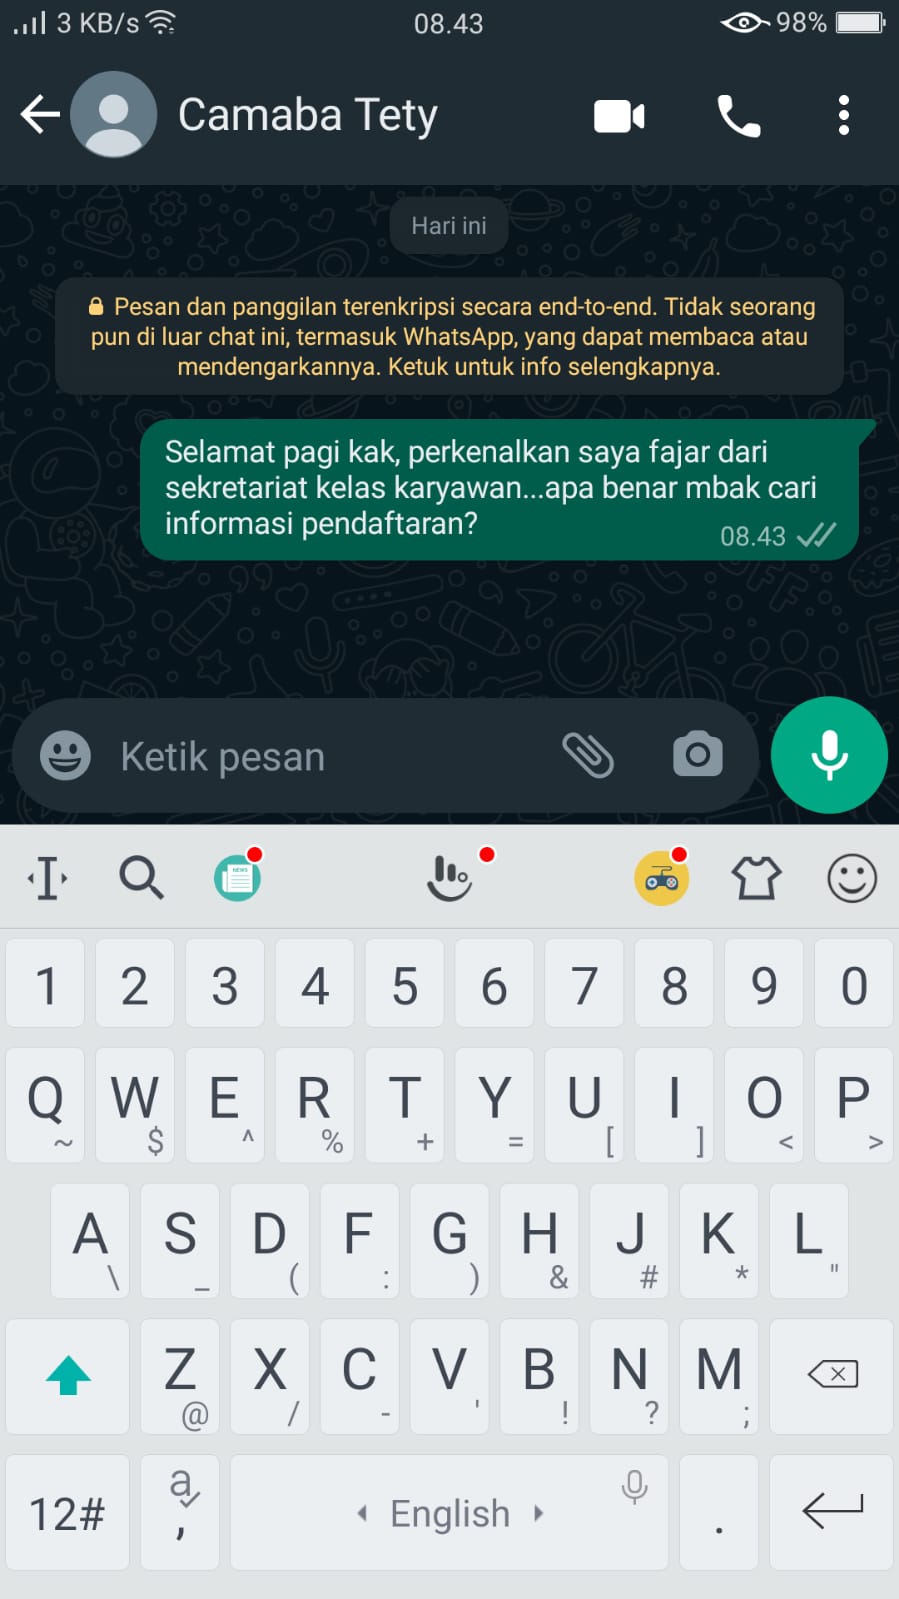 3 KB/s 08.43 98%
Camaba Tety
Hari ini
Pesan dan panggilan terenkripsi secara end-to-end. Tidak seorang
pun di luar chat ini, termasuk WhatsApp, yang dapat membaca atau
mendengarkannya. Ketuk untuk info selengkapnya.
Selamat pagi kak, perkenalkan saya fajar dari
sekretariat kelas karyawan...apa benar mbak cari
informasi pendaftaran?
08.43
Ketik pesan
NEWS
1 2 3 4 5 6 7 8 9 0
Q W E R T Y U I O P
~ $ ^ % + = [ ] < >
A S D F G H J K L
\ _ ( : ) & # * "
Z X C V B N M
@ / - ' ! ? ;
12# a , English .